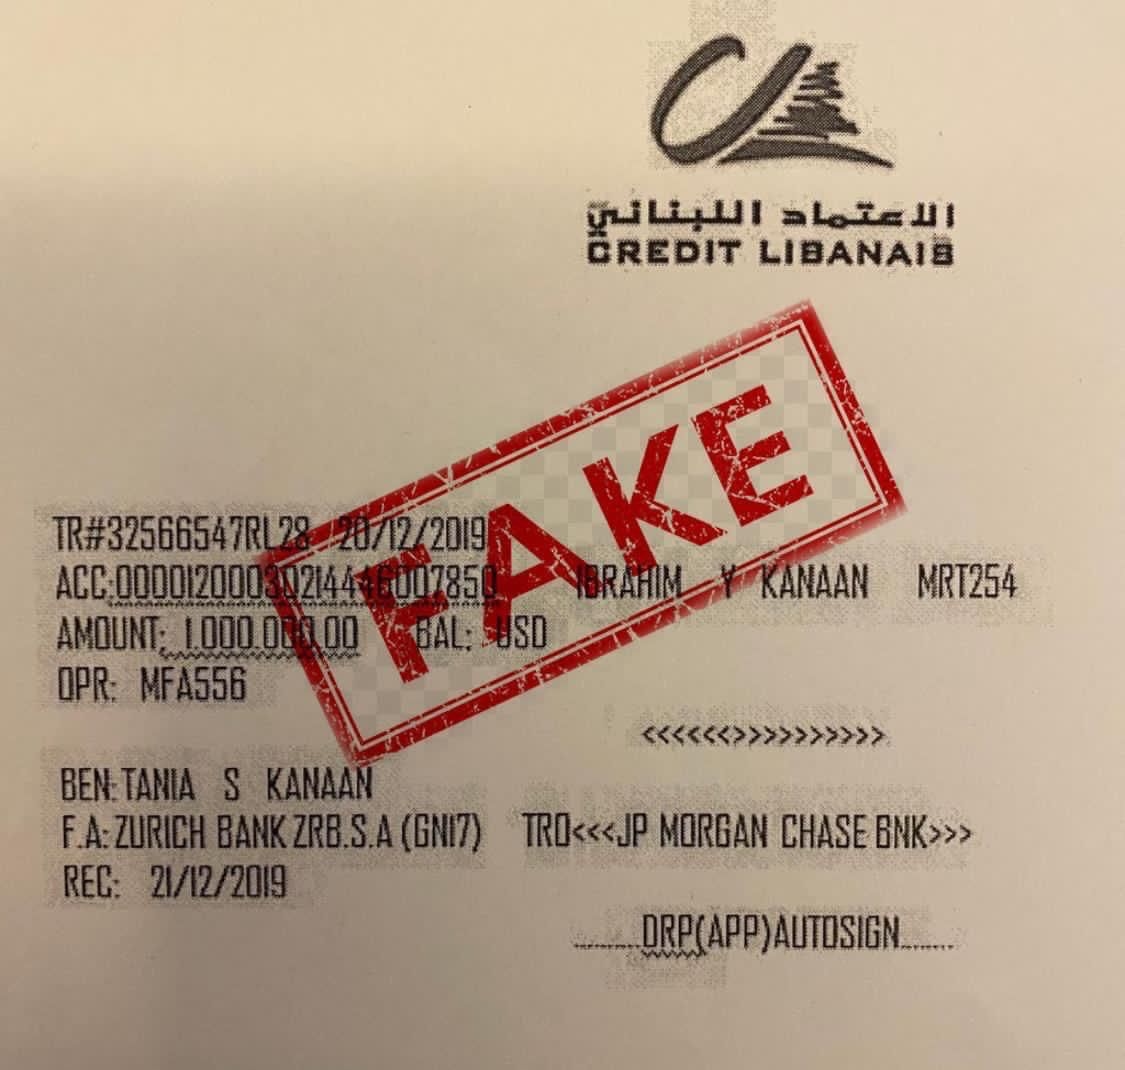 الاعتماد اللبناني
CREDIT LIBANAIS
FAKE
TR#32566547RL28 20/12/2019
ACC:00001200030214446007850 IBRAHIM Y KANAAN MRT254
AMOUNT: 1.000.000.00 BAL: USD
OPR: MFA556
<<<<<<>>>>>>>>>>
BEN:TANIA S KANAAN
F.A:ZURICH BANK ZRB.S.A (GNI7) TRO<<<JP MORGAN CHASE BNK>>>
REC: 21/12/2019
.........DRP(APP)AUTOSIGN.......